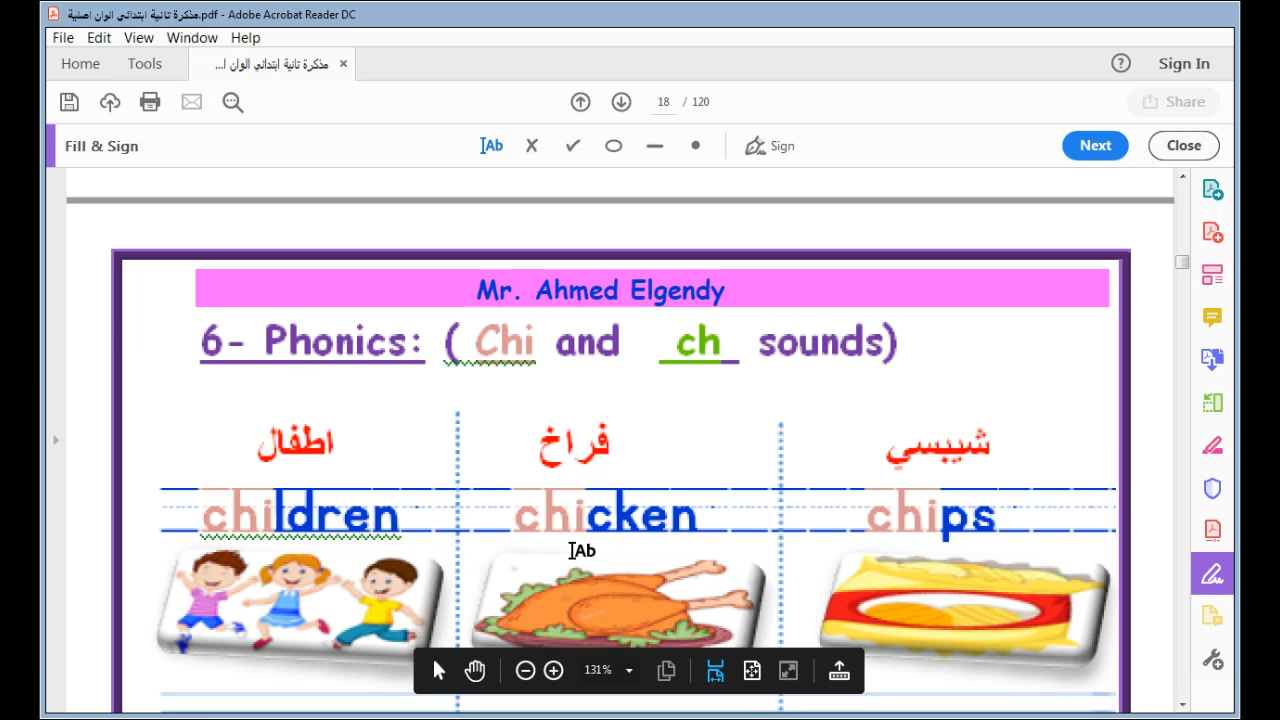 مذكرة تانية ابتدائي الوان اصلية.pdf - Adobe Acrobat Reader DC
File Edit View Window Help
Home Tools مذكرة تانية ابتدائي الوان ا... × ? Sign In
18 / 120 Share
Fill & Sign Ab Sign Next Close
Mr. Ahmed Elgendy
6- Phonics: ( Chi and ch sounds)
اطفال فراخ شيبسي
children chicken chips
Ab
131%